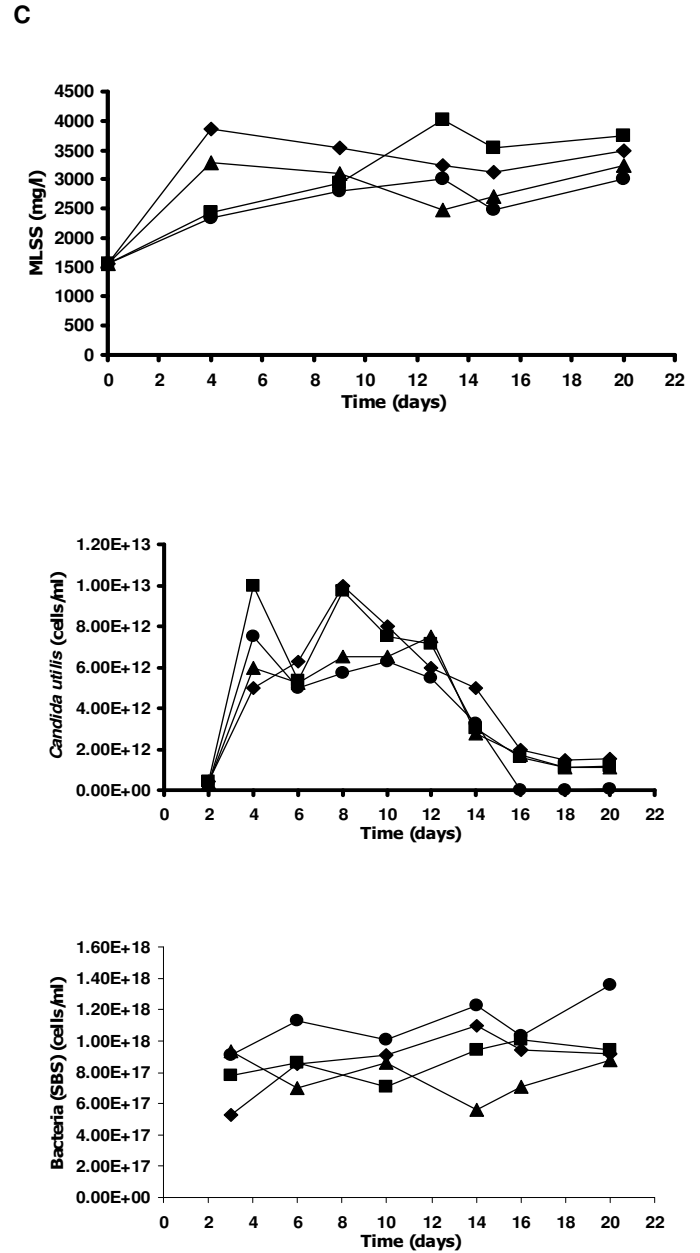 C
4500
4000
3500
3000
2500
2000
1500
1000
500
0
MLSS (mg/l)
0 2 4 6 8 10 12 14 16 18 20 22
Time (days)
1.20E+13
1.00E+13
8.00E+12
6.00E+12
4.00E+12
2.00E+12
0.00E+00
Candida utilis (cells/ml)
0 2 4 6 8 10 12 14 16 18 20 22
Time (days)
1.60E+18
1.40E+18
1.20E+18
1.00E+18
8.00E+17
6.00E+17
4.00E+17
2.00E+17
0.00E+00
Bacteria (SBS) (cells/ml)
0 2 4 6 8 10 12 14 16 18 20 22
Time (days)